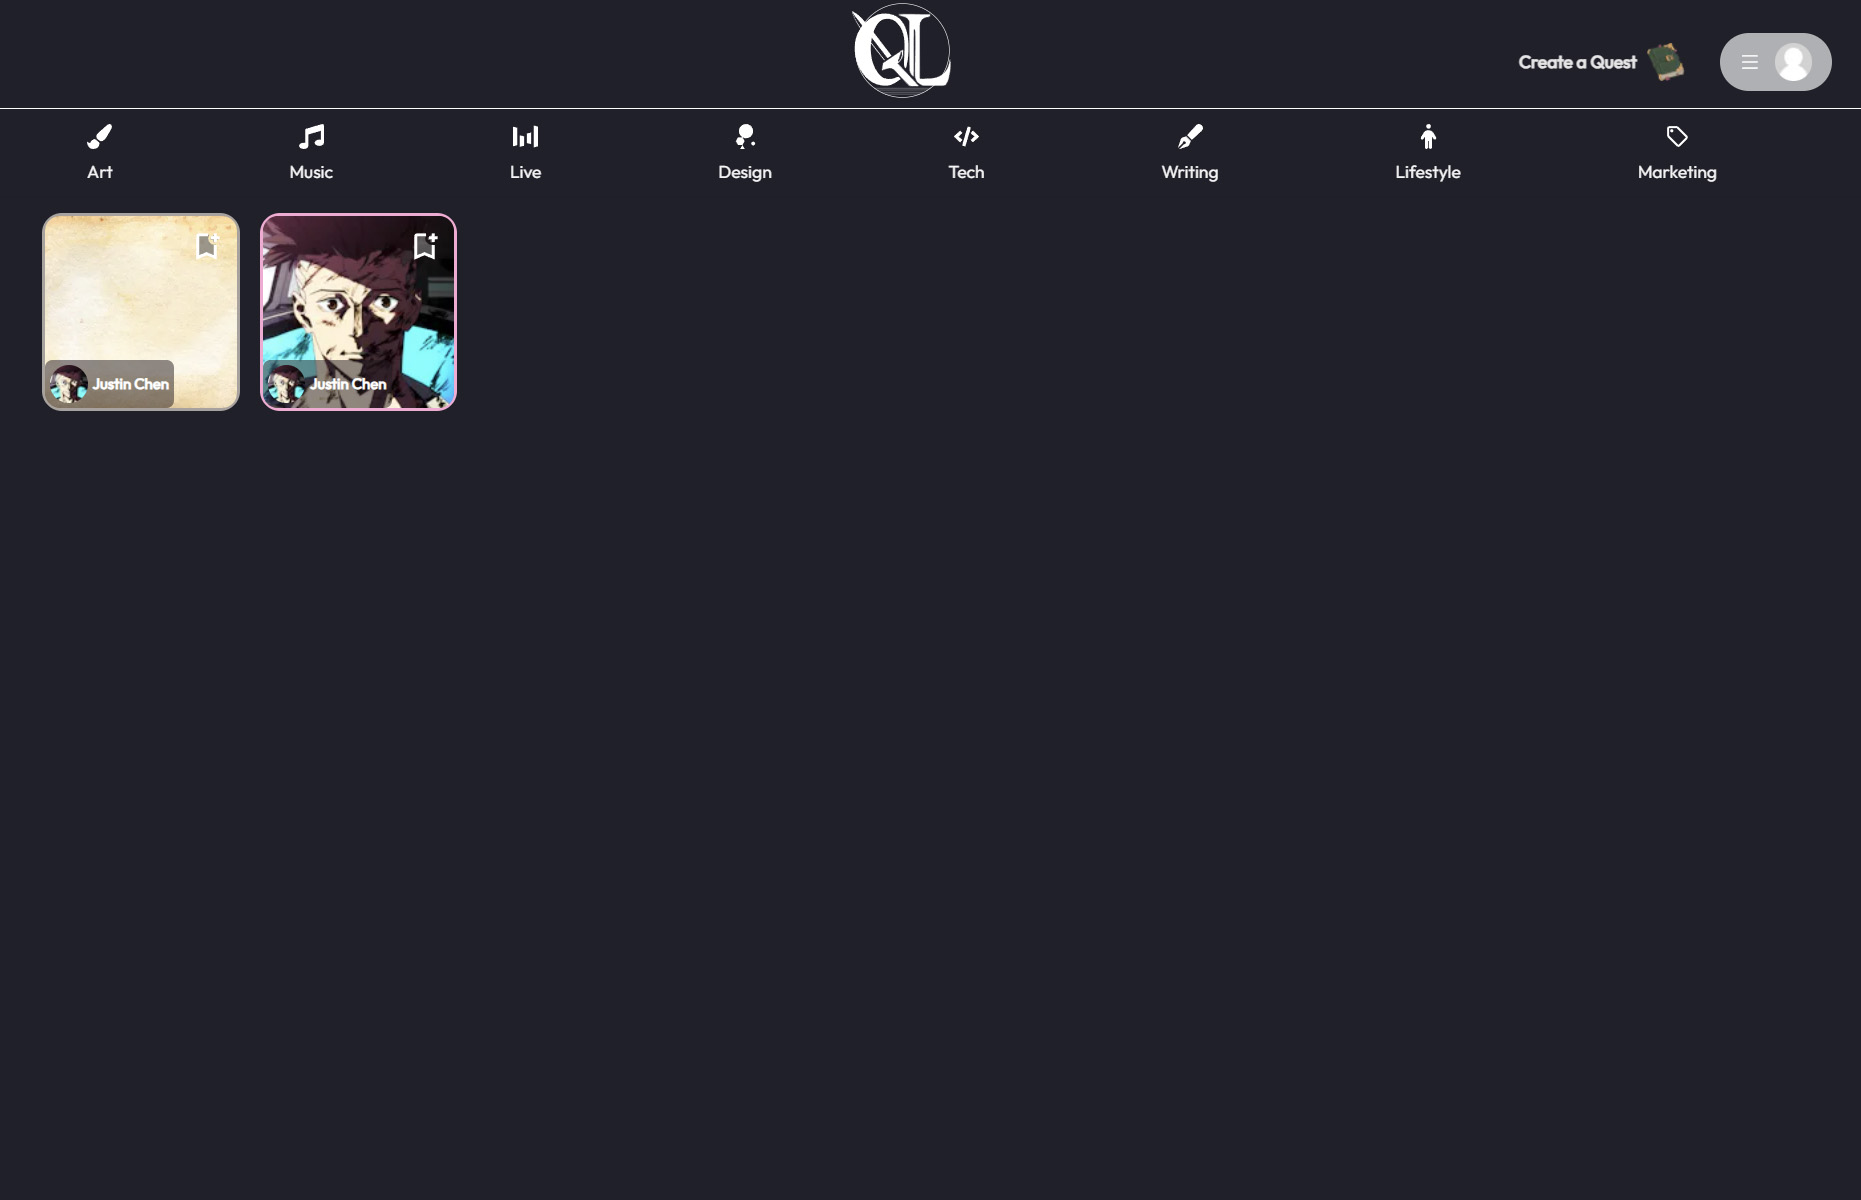 QL
Create a Quest
Art
Music
Live
Design
Tech
Writing
Lifestyle
Marketing
Justin Chen
Justin Chen